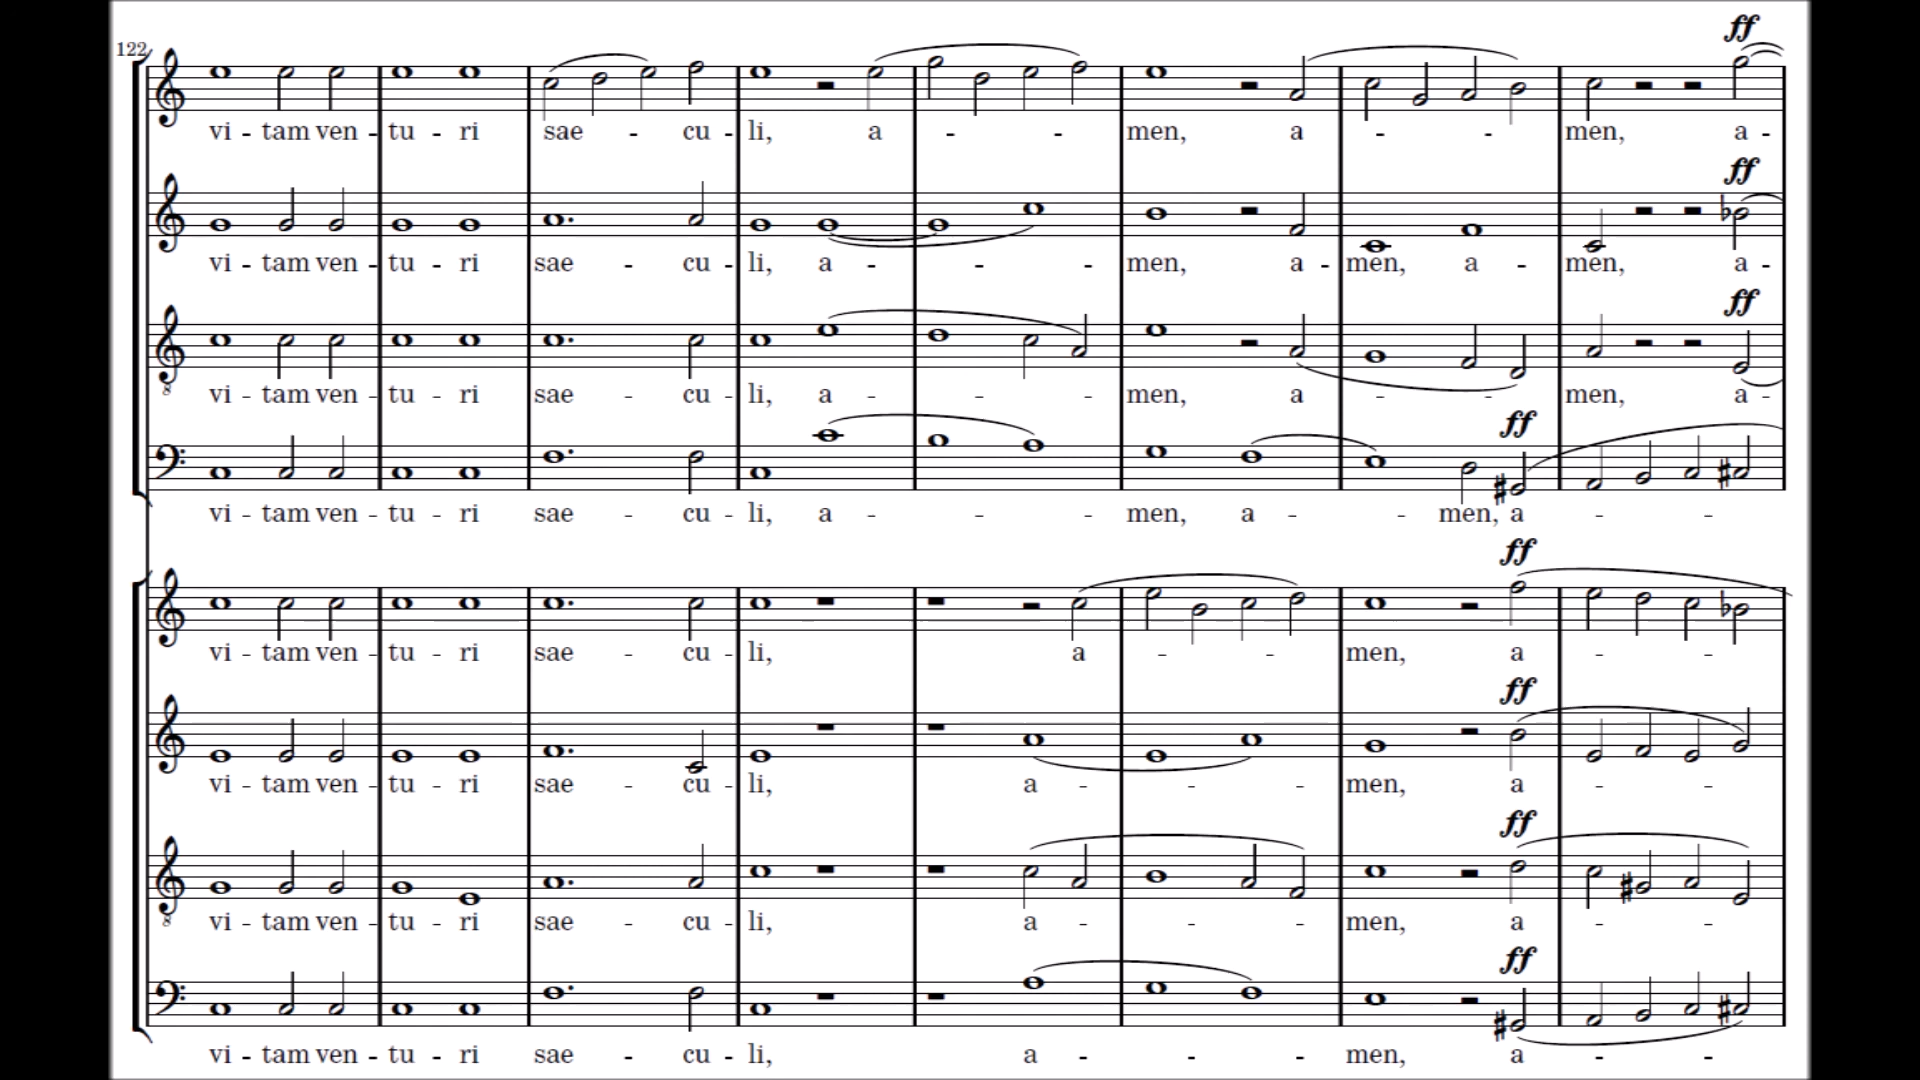 122
ff
vi - tam ven - tu - ri sae - cu - li, a - - men, a - - men, a -
ff
vi - tam ven - tu - ri sae - cu - li, a - - - men, a - men, a - men, a -
ff
vi - tam ven - tu - ri sae - cu - li, a - - - men, a - - men, a -
ff
vi - tam ven - tu - ri sae - cu - li, a - - - men, a - - men, a - -
ff
vi - tam ven - tu - ri sae - cu - li, a - - men, a - -
ff
vi - tam ven - tu - ri sae - cu - li, a - - - men, a - -
ff
vi - tam ven - tu - ri sae - cu - li, a - - - men, a - -
ff
vi - tam ven - tu - ri sae - cu - li, a - - - men, a - -